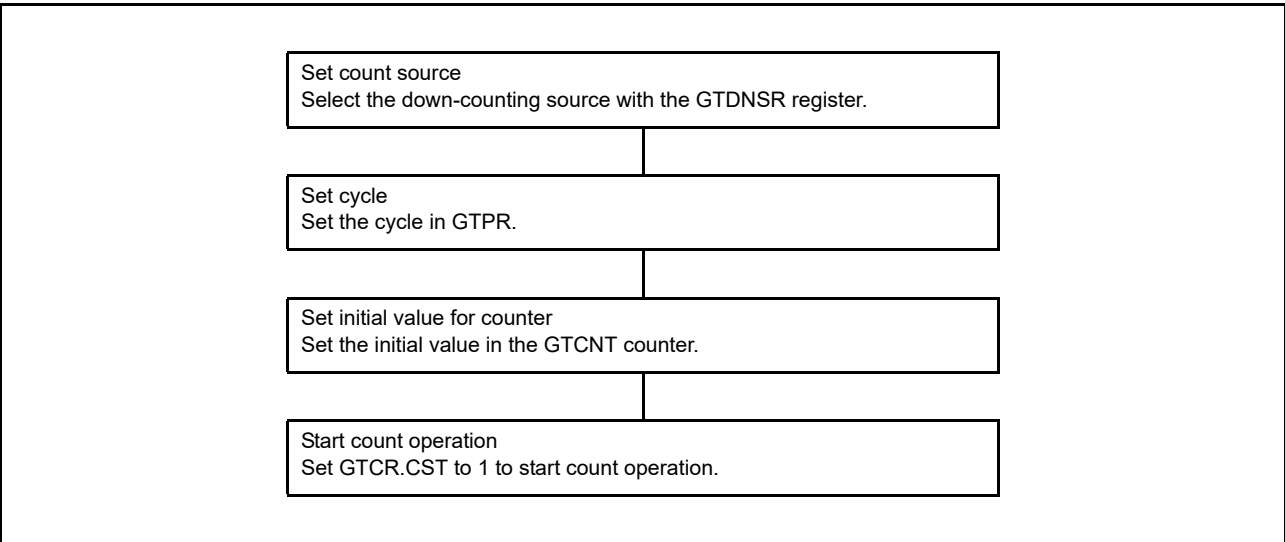 Set count source
Select the down-counting source with the GTDNSR register.
Set cycle
Set the cycle in GTPR.
Set initial value for counter
Set the initial value in the GTCNT counter.
Start count operation
Set GTCR.CST to 1 to start count operation.